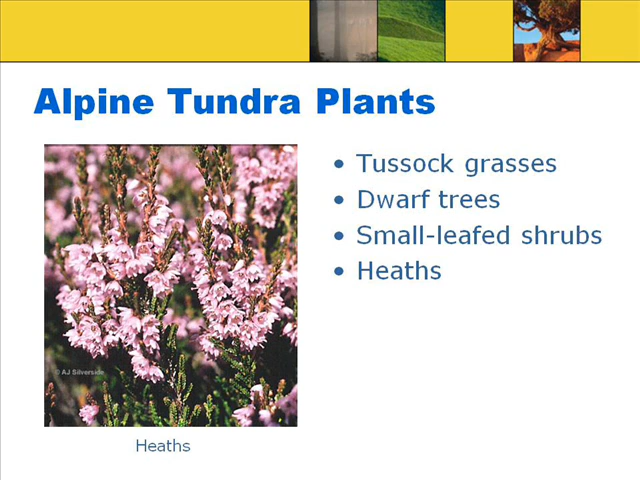 Alpine Tundra Plants
• Tussock grasses
• Dwarf trees
• Small-leafed shrubs
• Heaths
© AJ Silverside
Heaths